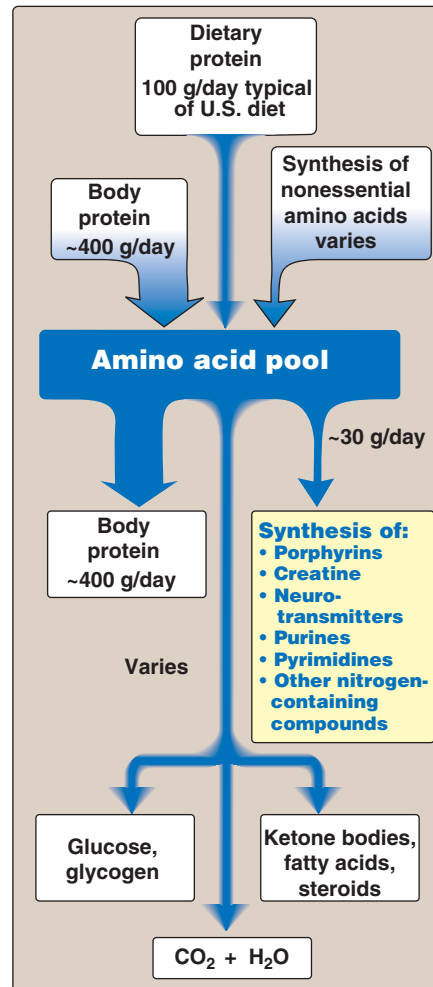 Dietary
protein
100 g/day typical
of U.S. diet
Body
protein
~400 g/day
Synthesis of
nonessential
amino acids
varies
Amino acid pool
~30 g/day
Body
protein
~400 g/day
Synthesis of:
• Porphyrins
• Creatine
• Neuro-
transmitters
• Purines
• Pyrimidines
• Other nitrogen-
containing
compounds
Varies
Glucose,
glycogen
Ketone bodies,
fatty acids,
steroids
CO₂ + H₂O